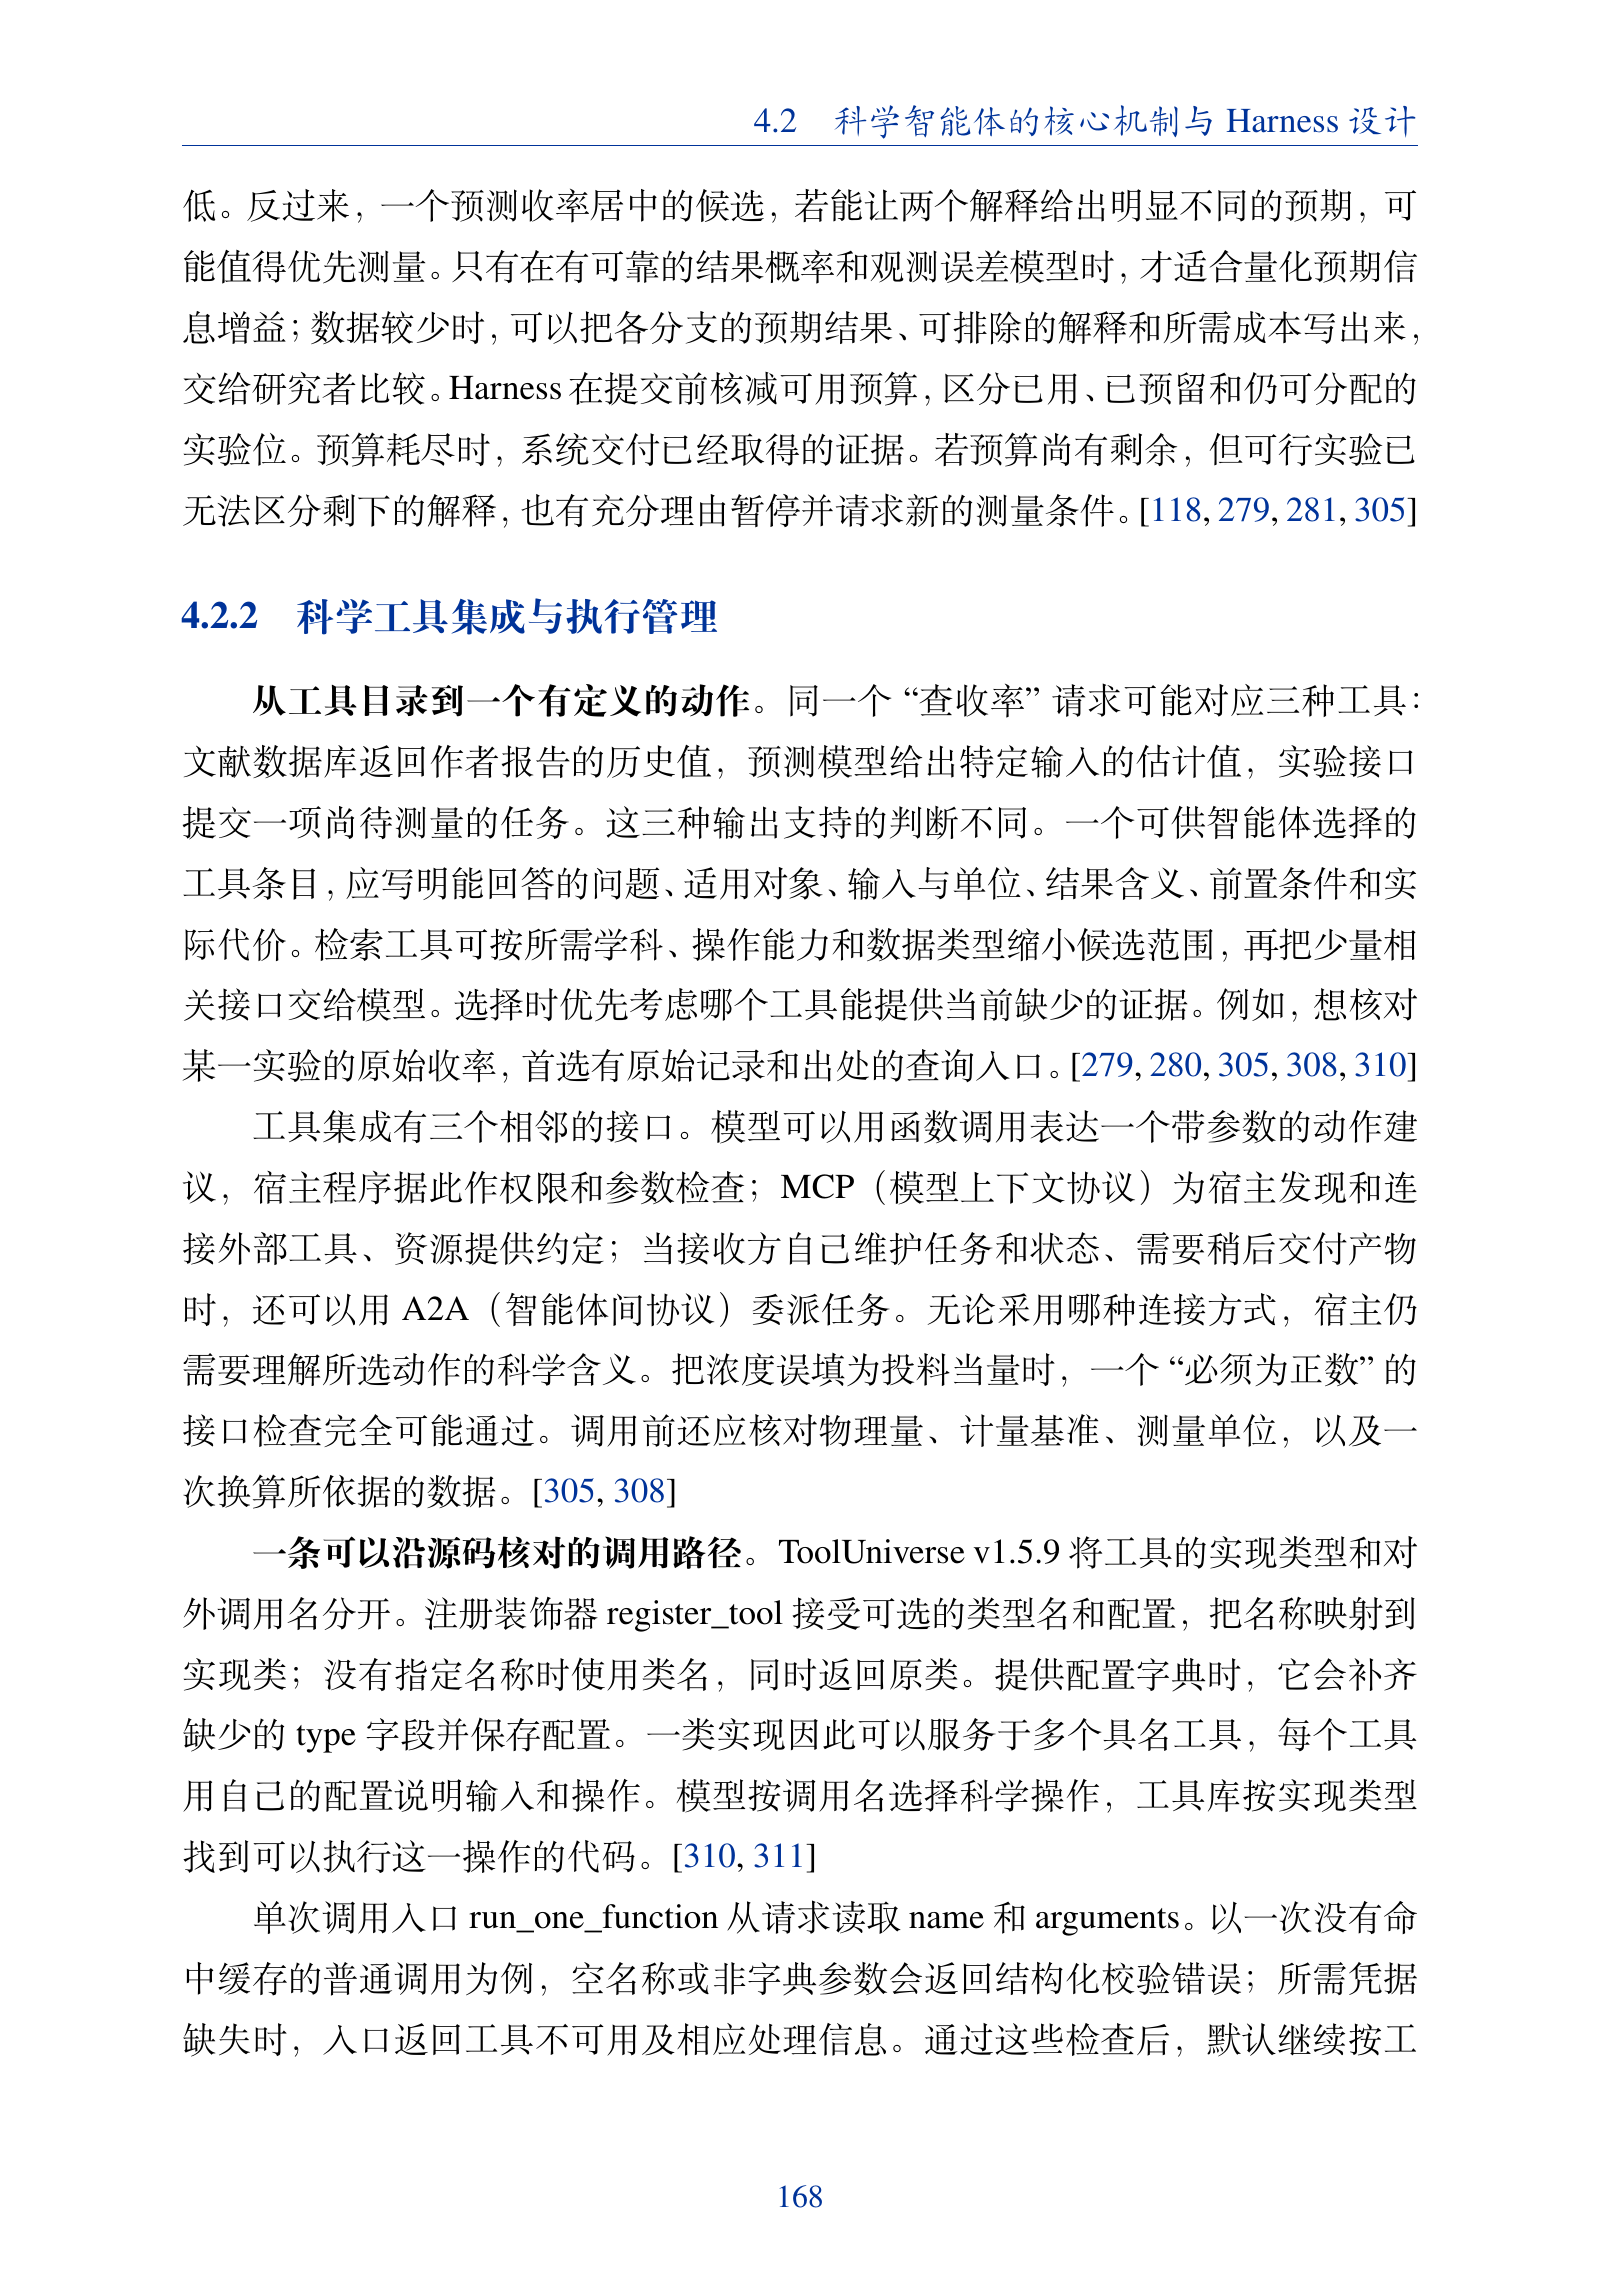 4.2 科学智能体的核心机制与 Harness 设计
低。反过来，一个预测收率居中的候选，若能让两个解释给出明显不同的预期，可
能值得优先测量。只有在有可靠的结果概率和观测误差模型时，才适合量化预期信
息增益；数据较少时，可以把各分支的预期结果、可排除的解释和所需成本写出来，
交给研究者比较。Harness 在提交前核减可用预算，区分已用、已预留和仍可分配的
实验位。预算耗尽时，系统交付已经取得的证据。若预算尚有剩余，但可行实验已
无法区分剩下的解释，也有充分理由暂停并请求新的测量条件。[118, 279, 281, 305]
4.2.2 科学工具集成与执行管理
从工具目录到一个有定义的动作。同一个 “查收率” 请求可能对应三种工具：
文献数据库返回作者报告的历史值，预测模型给出特定输入的估计值，实验接口
提交一项尚待测量的任务。这三种输出支持的判断不同。一个可供智能体选择的
工具条目，应写明能回答的问题、适用对象、输入与单位、结果含义、前置条件和实
际代价。检索工具可按所需学科、操作能力和数据类型缩小候选范围，再把少量相
关接口交给模型。选择时优先考虑哪个工具能提供当前缺少的证据。例如，想核对
某一实验的原始收率，首选有原始记录和出处的查询入口。[279, 280, 305, 308, 310]
工具集成有三个相邻的接口。模型可以用函数调用表达一个带参数的动作建
议，宿主程序据此作权限和参数检查；MCP（模型上下文协议）为宿主发现和连
接外部工具、资源提供约定；当接收方自己维护任务和状态、需要稍后交付产物
时，还可以用 A2A（智能体间协议）委派任务。无论采用哪种连接方式，宿主仍
需要理解所选动作的科学含义。把浓度误填为投料当量时，一个 “必须为正数” 的
接口检查完全可能通过。调用前还应核对物理量、计量基准、测量单位，以及一
次换算所依据的数据。[305, 308]
一条可以沿源码核对的调用路径。ToolUniverse v1.5.9 将工具的实现类型和对
外调用名分开。注册装饰器 register_tool 接受可选的类型名和配置，把名称映射到
实现类；没有指定名称时使用类名，同时返回原类。提供配置字典时，它会补齐
缺少的 type 字段并保存配置。一类实现因此可以服务于多个具名工具，每个工具
用自己的配置说明输入和操作。模型按调用名选择科学操作，工具库按实现类型
找到可以执行这一操作的代码。[310, 311]
单次调用入口 run_one_function 从请求读取 name 和 arguments。以一次没有命
中缓存的普通调用为例，空名称或非字典参数会返回结构化校验错误；所需凭据
缺失时，入口返回工具不可用及相应处理信息。通过这些检查后，默认继续按工
168